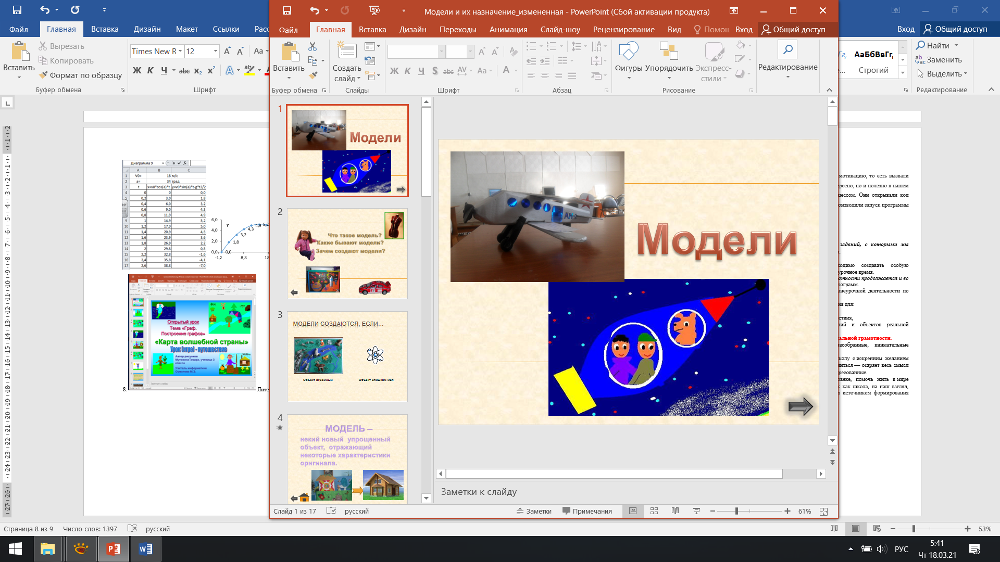 Модели и их назначение_измененная - PowerPoint (Сбой активации продукта)
Файл
Главная
Вставка
Дизайн
Макет
Ссылки
Расс
Файл
Главная
Вставка
Дизайн
Переходы
Анимация
Слайд-шоу
Рецензирование
Вид
Помощ
Вход
Общий доступ
Вход
Общий доступ
Вставить
Вырезать
Копировать
Формат по образцу
Буфер обмена
Times New R
12
Шрифт
Вставить
Буфер обмена
Создать
слайд
Слайды
Шрифт
Абзац
Фигуры
Упорядочить
Экспресс-
стили
Рисование
Редактирование
АаБбВвГг,
Строгий
Найти
Заменить
Выделить
Редактирование
Диаграмма 9
A B C
1 V0= 18 м/с
2 a= 34 град
3 t x=v0*cos(a)*t y=v0*sin(a)*t-g*t2/2
4 0 0 0,0
5 0,2 3,0 1,8
0,4 6,0 3,2
0,6 9,0 4,3
0,8 11,9 4,9
9 1 14,9 5,2
10 1,2 17,9 5,0
11 1,4 20,9 4,5
12 1,6 23,9 3,6
13 1,8 26,9 2,2
14 2 29,8 0,5
15 2,2 32,8 -1,6
16 2,4 35,8 -4,1
17 2,6 38,8 -7,0
Y
6,0
4,0
2,0
0,0
0,0
1,8
3,2
4,3
4,9
5,2
-1,2 8,8 18
Открытый урок
Тема «Граф.
Построение графов»
«Карта волшебной страны»
Урок (игра) - путешествие
Автор рисунков
Мутовина Тамара, ученица 3
класса
Учитель информатики
8.
Лите
1
Модели
2
Что такое модель?
Какие бывают модели?
Зачем создают модели?
3
МОДЕЛИ СОЗДАЮТСЯ, ЕСЛИ...
Объект огромный
Объект слишком мал
4
МОДЕЛЬ –
некий новый упрощенный
объект, отражающий
некоторые характеристики
оригинала.
Модели
АН-
Заметки к слайду
мотивацию, то есть вызвали
ересно, но и полезно в нашем
цессом. Они открывали код
оизводили запуск программы
заданий, с которыми мы
ходимо создавать особую
урочное время.
отности продолжается и во
рограмм.
внеурочной деятельности по
ия для:
ствия,
ний и объектов реальной
альной грамотности.
несобранные, внимательные
колу с искренним желанием
миться — озаряет весь смысл
ресованные.
овеке, помочь жить в мире
к как школа, на наш взгляд,
м источником формирования
Слайд 1 из 17
русский
Заметки
Примечания
61%
Страница 8 из 9
Число слов: 1397
русский
53%
РУС
5:41
Чт 18.03.21